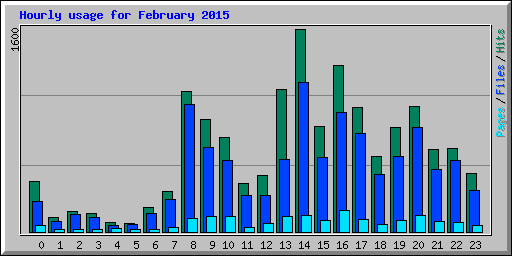 Hourly usage for February 2015
1600
Pages / Files / Hits
0 1 2 3 4 5 6 7 8 9 10 11 12 13 14 15 16 17 18 19 20 21 22 23